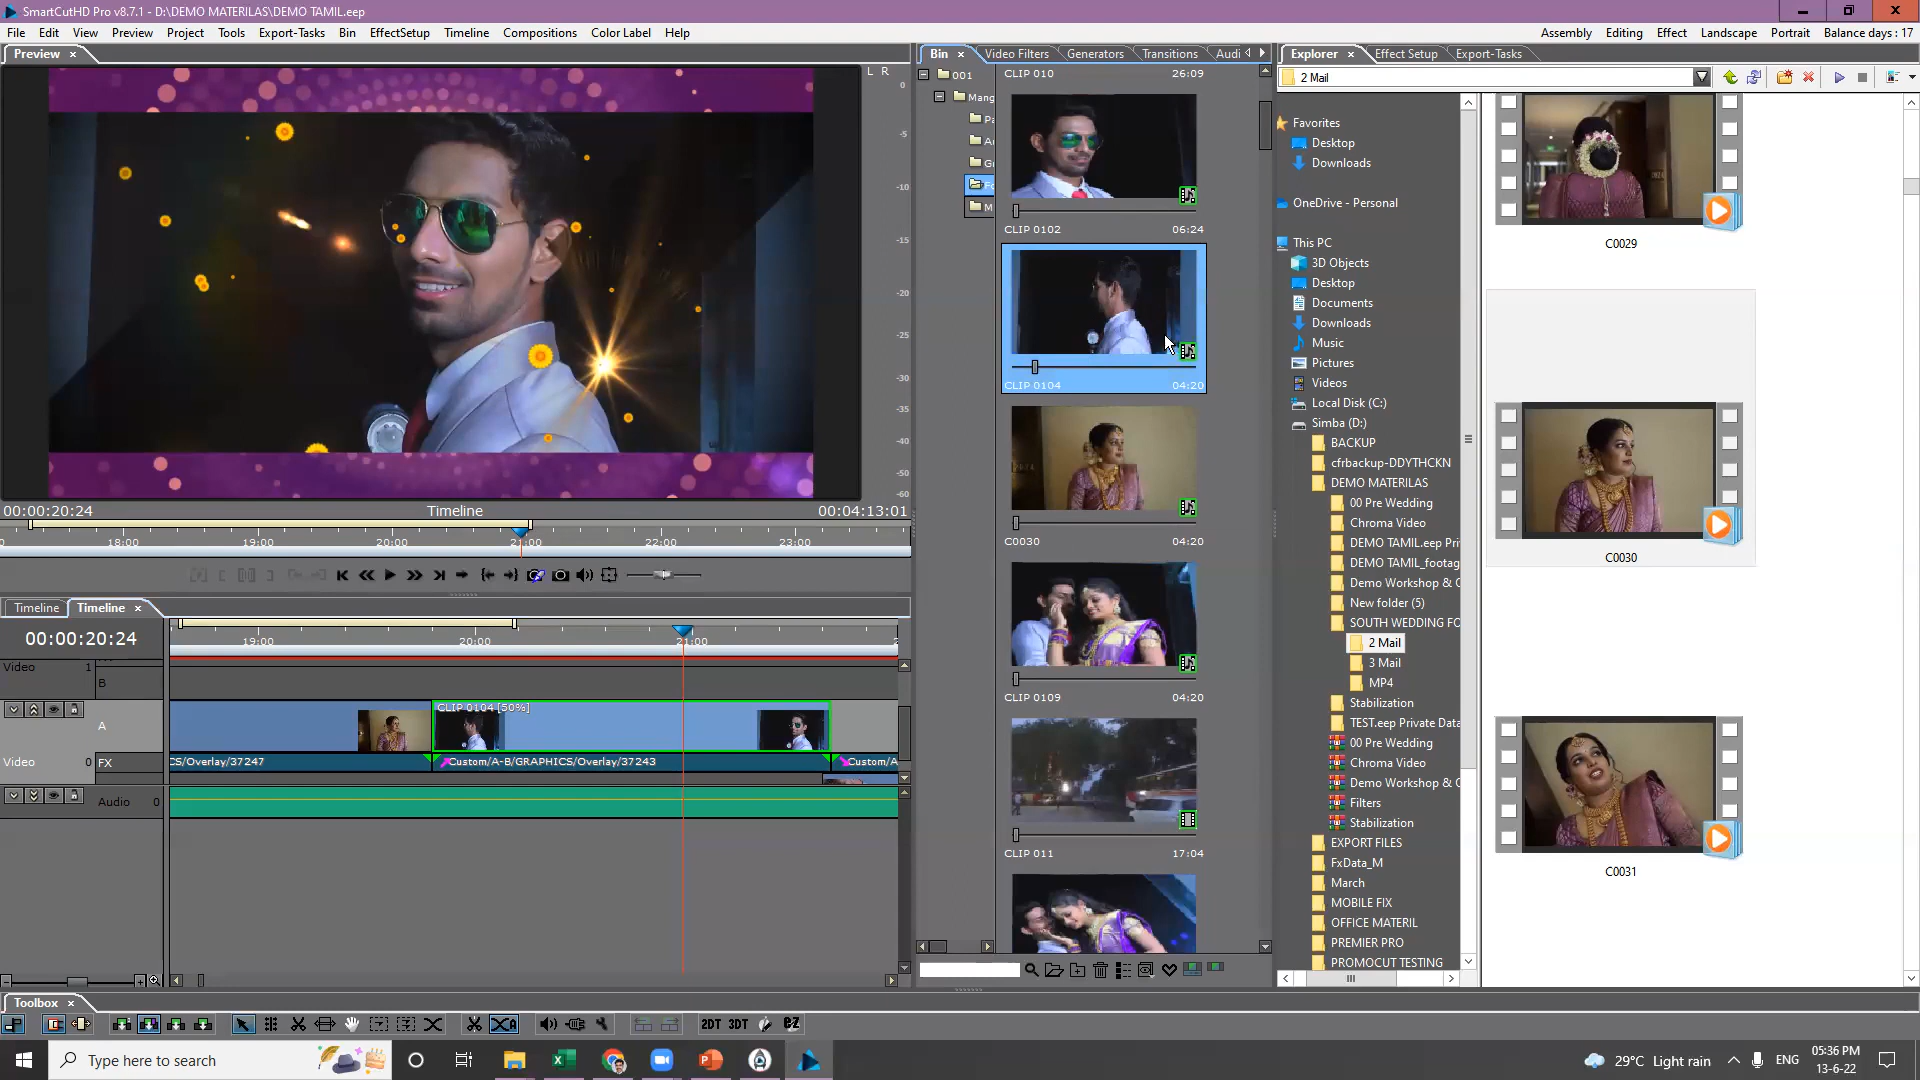 SmartCutHD Pro v8.7.1 - D:\DEMO MATERILAS\DEMO TAMIL.eep
File Edit View Preview Project Tools Export-Tasks Bin EffectSetup Timeline Compositions Color Label Help
Assembly Editing Effect Landscape Portrait Balance days : 17
Preview
Bin Video Filters Generators Transitions Audi
Explorer Effect Setup Export-Tasks
L R
0
-5
-10
-15
-20
-25
-30
-35
-40
-50
-60
00:00:20:24 Timeline 00:04:13:01
18:00 19:00 20:00 21:00 22:00 23:00
Timeline Timeline
00:00:20:24
19:00 20:00 21:00
Video 1
B
A
CLIP 0104 [50%]
Video 0 FX
CS/Overlay/37247
Custom/A-B/GRAPHICS/Overlay/37243
Custom/A
Audio 0
001
Mang
Pa
Gr
Fo
M
CLIP 010 26:09
CLIP 0102 06:24
CLIP 0104 04:20
C0030 04:20
CLIP 0109 04:20
CLIP 011 17:04
2 Mail
Favorites
Desktop
Downloads
OneDrive - Personal
This PC
3D Objects
Desktop
Documents
Downloads
Music
Pictures
Videos
Local Disk (C:)
Simba (D:)
BACKUP
cfrbackup-DDYTHCKN
DEMO MATERILAS
00 Pre Wedding
Chroma Video
DEMO TAMIL.eep Pri
DEMO TAMIL_footag
Demo Workshop & C
New folder (5)
SOUTH WEDDING FO
2 Mail
3 Mail
MP4
Stabilization
TEST.eep Private Data
00 Pre Wedding
Chroma Video
Demo Workshop & C
Filters
Stabilization
EXPORT FILES
FxData_M
March
MOBILE FIX
OFFICE MATERIL
PREMIER PRO
PROMOCUT TESTING
C0029
C0030
C0031
Toolbox
2DT 3DT eZ
Type here to search
29°C Light rain
ENG
05:36 PM
13-6-22